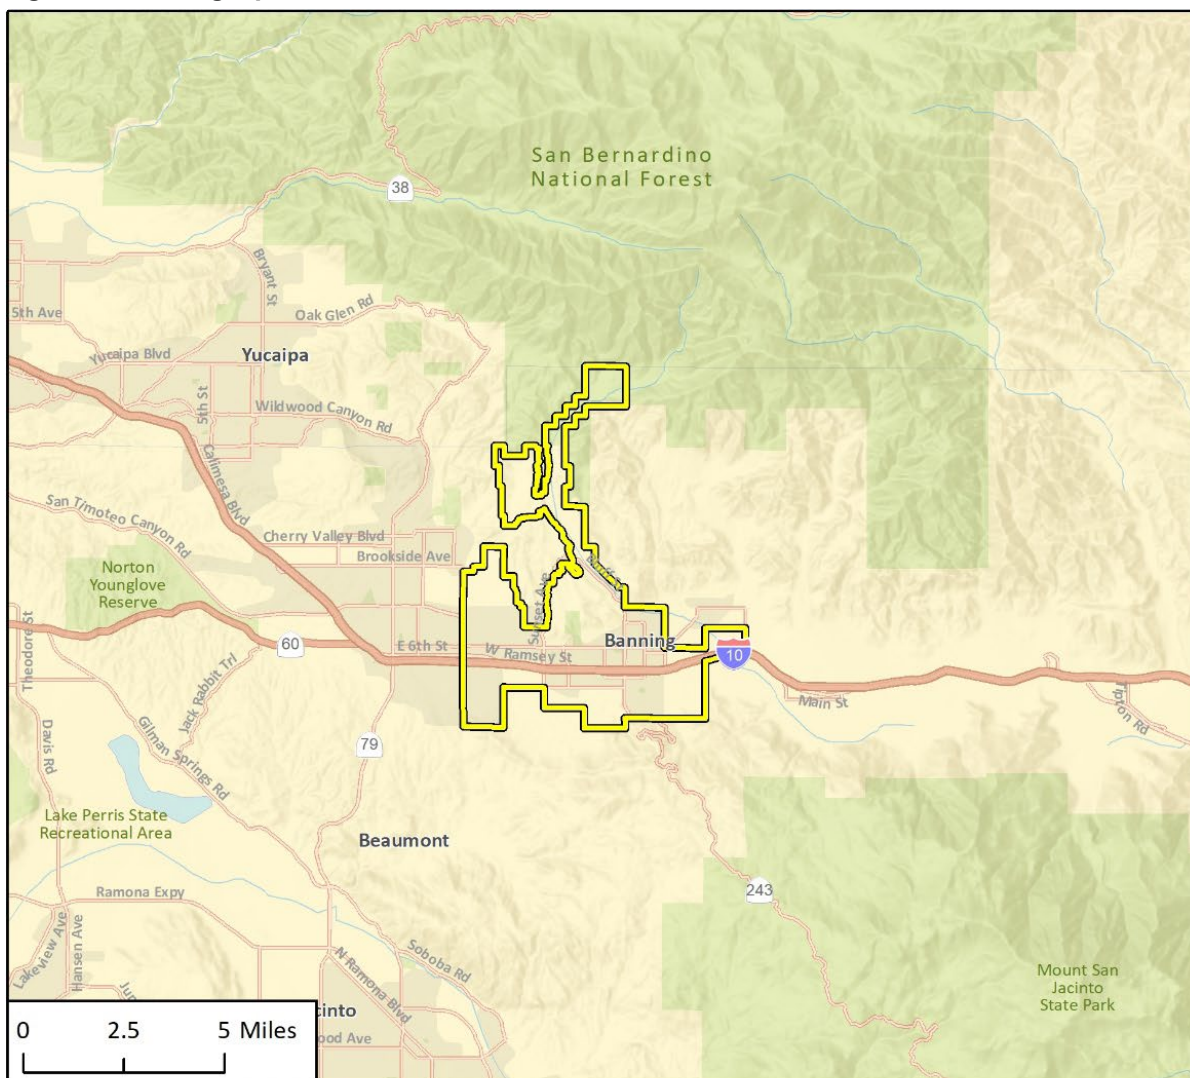 San Bernardino
National Forest
38
Bryant St
5th Ave
Oak Glen Rd
Yucaipa Blvd
Yucaipa
5th St
Wildwood Canyon Rd
Calimesa Blvd
San Timoteo Canyon Rd
Cherry Valley Blvd
Brookside Ave
Norton
Younglove
Reserve
Sunset Ave
Theodore St
60
E 6th St
W Ramsey St
Banning
10
Jack Rabbit Trl
Main St
Tipton Rd
Davis Rd
Gilman Springs Rd
79
Lake Perris State
Recreational Area
Beaumont
243
Ramona Expy
Lakeview Ave
Hansen Ave
N Ramona Blvd
Soboba Rd
Mount San
Jacinto
State Park
cinto
ood Ave
0 2.5 5 Miles